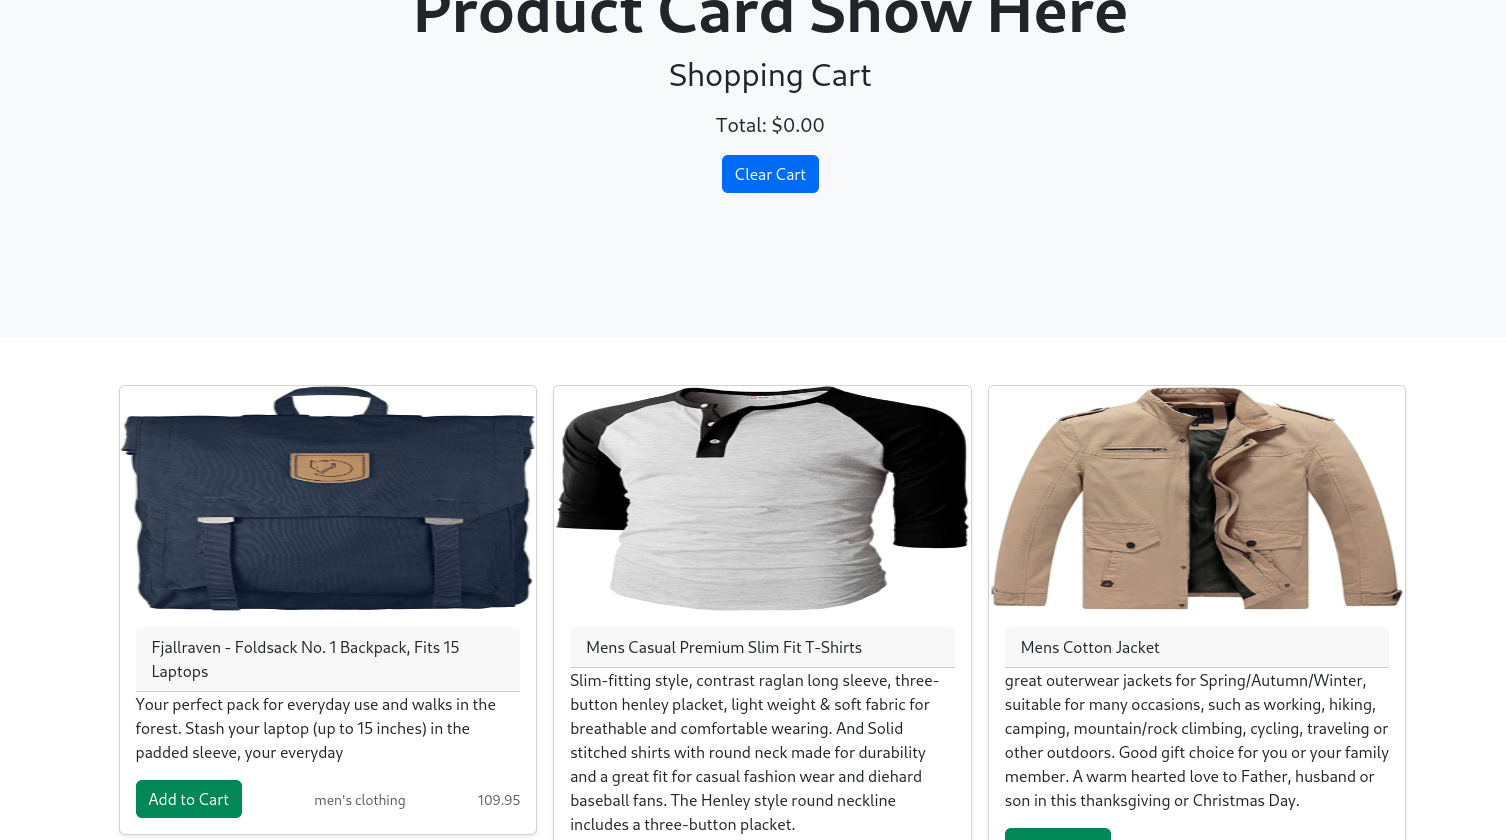 Product Card Show Here
Shopping Cart
Total: $0.00
Clear Cart
Fjallraven - Foldsack No. 1 Backpack, Fits 15
Laptops
Your perfect pack for everyday use and walks in the
forest. Stash your laptop (up to 15 inches) in the
padded sleeve, your everyday
Add to Cart
men's clothing
109.95
Mens Casual Premium Slim Fit T-Shirts
Slim-fitting style, contrast raglan long sleeve, three-
button henley placket, light weight & soft fabric for
breathable and comfortable wearing. And Solid
stitched shirts with round neck made for durability
and a great fit for casual fashion wear and diehard
baseball fans. The Henley style round neckline
includes a three-button placket.
Mens Cotton Jacket
great outerwear jackets for Spring/Autumn/Winter,
suitable for many occasions, such as working, hiking,
camping, mountain/rock climbing, cycling, traveling or
other outdoors. Good gift choice for you or your family
member. A warm hearted love to Father, husband or
son in this thanksgiving or Christmas Day.